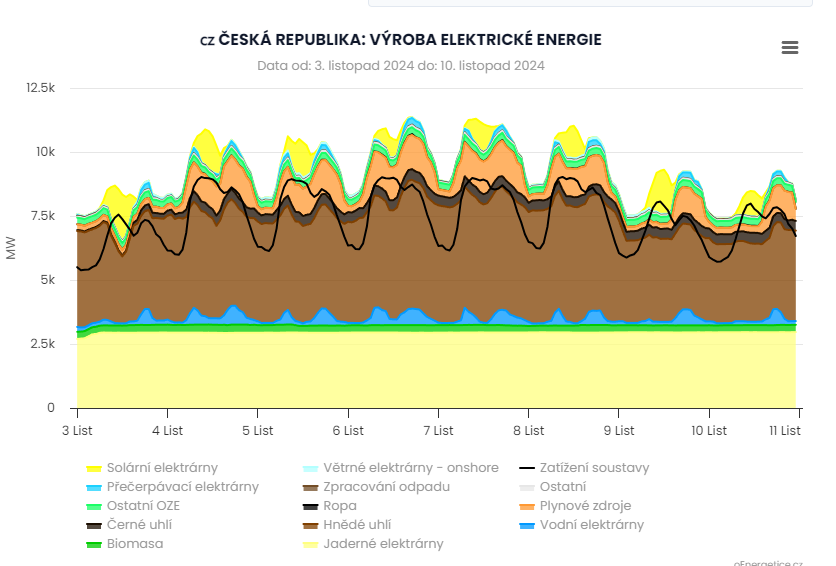 CZ ČESKÁ REPUBLIKA: VÝROBA ELEKTRICKÉ ENERGIE
Data od: 3. listopad 2024 do: 10. listopad 2024
12.5k
10k
7.5k
5k
2.5k
0
MW
3 List 4 List 5 List 6 List 7 List 8 List 9 List 10 List 11 List
Solární elektrárny Větrné elektrárny - onshore Zatížení soustavy
Přečerpávací elektrárny Zpracování odpadu Ostatní
Ostatní OZE Ropa Plynové zdroje
Černé uhlí Hnědé uhlí Vodní elektrárny
Biomasa Jaderné elektrárny
oEnergetice.cz